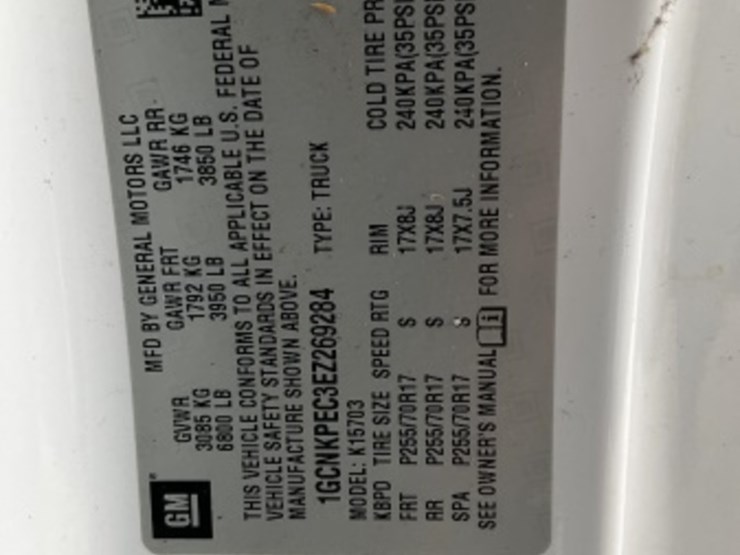 GM
MFD BY GENERAL MOTORS LLC
GVWR GAWR FRT GAWR RR
3085 KG 1792 KG 1746 KG
6800 LB 3950 LB 3850 LB
THIS VEHICLE CONFORMS TO ALL APPLICABLE U.S. FEDERAL
VEHICLE SAFETY STANDARDS IN EFFECT ON THE DATE OF
MANUFACTURE SHOWN ABOVE.
1GCNKPEC3EZ269284 TYPE: TRUCK
MODEL: K15703
KBPD TIRE SIZE SPEED RTG RIM COLD TIRE PR
FRT P255/70R17 S 17X8J 240KPA(35PSI
RR P255/70R17 S 17X8J 240KPA(35PSI
SPA P255/70R17 S 17X7.5J 240KPA(35PSI
SEE OWNER'S MANUAL FOR MORE INFORMATION.